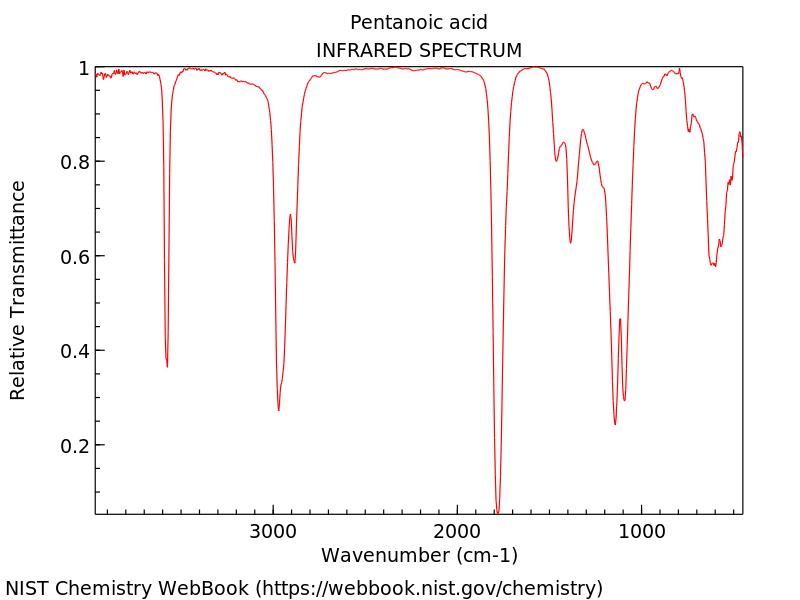 Pentanoic acid
INFRARED SPECTRUM
1
0.8
0.6
0.4
0.2
Relative Transmittance
3000 2000 1000
Wavenumber (cm-1)
NIST Chemistry WebBook (https://webbook.nist.gov/chemistry)